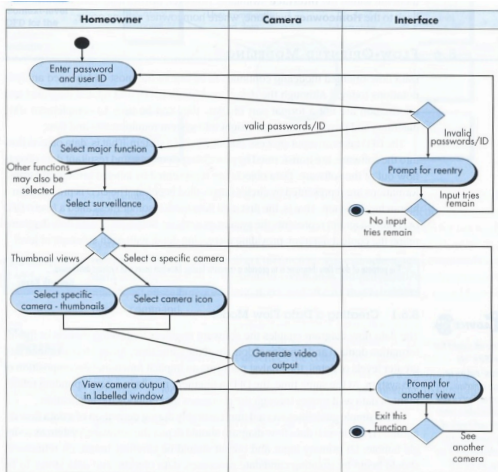 Homeowner
Camera
Interface
Enter password
and user ID
valid passwords/ID
Invalid
passwords/ID
Select major function
Prompt for reentry
Other functions
may also be
selected
Input tries
remain
Select surveillance
No input
tries remain
Thumbnail views
Select a specific camera
Select specific
camera - thumbnails
Select camera icon
Generate video
output
View camera output
in labelled window
Prompt for
another view
Exit this
function
See
another
camera